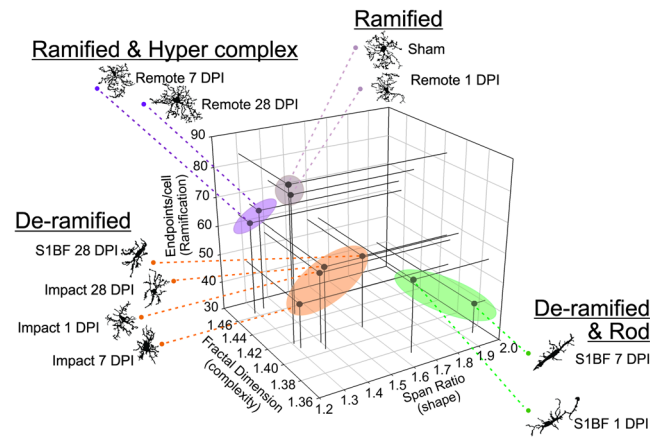 Ramified
Ramified & Hyper complex
Sham
Remote 7 DPI
Remote 1 DPI
Remote 28 DPI
90
80
70
60
50
40
30
Endpoints/cell
(Ramification)
De-ramified
S1BF 28 DPI
Impact 28 DPI
Impact 1 DPI
Impact 7 DPI
1.46
1.44
1.42
1.40
1.38
1.36
Fractal Dimension
(complexity)
1.2
1.3
1.4
1.5
1.6
1.7
1.8
1.9
2.0
Span Ratio
(shape)
De-ramified
& Rod
S1BF 7 DPI
S1BF 1 DPI